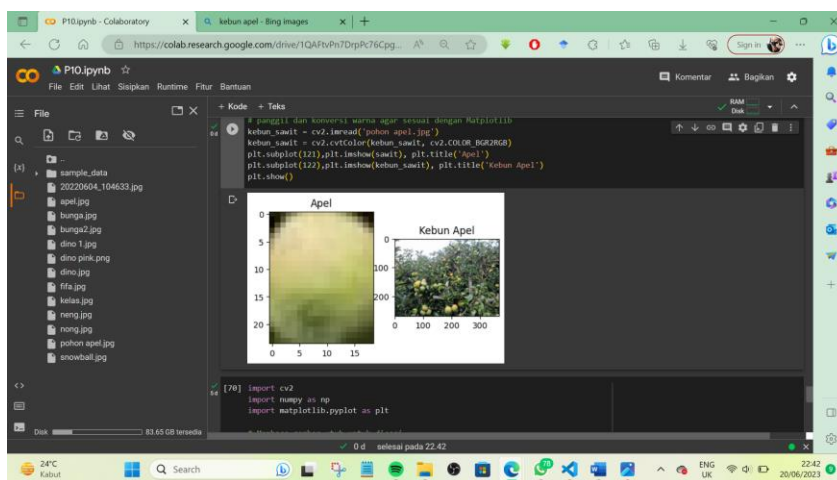 P10.ipynb - Colaboratory
kebun apel - Bing images
https://colab.research.google.com/drive/1QAFtvPn7DrpPc76Cpg...
Sign in
P10.ipynb
File Edit Lihat Sisipkan Runtime Fitur Bantuan
Komentar
Bagikan
File
+ Kode + Teks
RAM
Disk
..
sample_data
20220604_104633.jpg
apel.jpg
bunga.jpg
bunga2.jpg
dino 1.jpg
dino pink.png
dino.jpg
fifa.jpg
kelas.jpg
neng.jpg
nong.jpg
pohon apel.jpg
snowball.jpg
Disk
83.65 GB tersedia
# panggil dan konversi warna agar sesuai dengan Matplotlib
kebun_sawit = cv2.imread('pohon apel.jpg')
kebun_sawit = cv2.cvtColor(kebun_sawit, cv2.COLOR_BGR2RGB)
plt.subplot(121),plt.imshow(sawit), plt.title('Apel')
plt.subplot(122),plt.imshow(kebun_sawit), plt.title('Kebun Apel')
plt.show()
Apel
0
5
10
15
20
0 5 10 15
Kebun Apel
0
100
200
0 100 200 300
[70] import cv2
import numpy as np
import matplotlib.pyplot as plt
0 d selesai pada 22.42
24°C
Kabut
Search
ENG
UK
22:42
20/06/2023